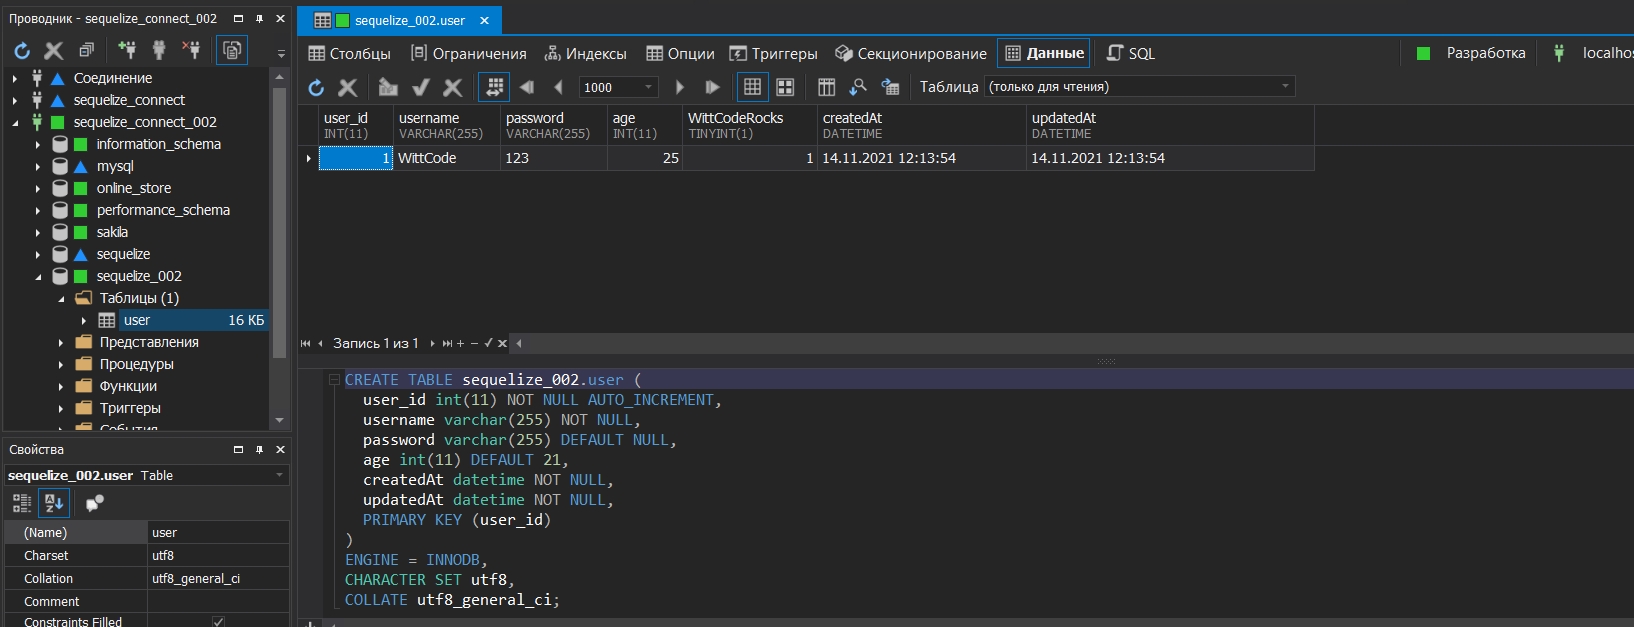 Проводник - sequelize_connect_002
Соединение
sequelize_connect
sequelize_connect_002
information_schema
mysql
online_store
performance_schema
sakila
sequelize
sequelize_002
Таблицы (1)
user 16 КБ
Представления
Процедуры
Функции
Триггеры
События
Свойства
sequelize_002.user Table
(Name) user
Charset utf8
Collation utf8_general_ci
Comment
Constraints Filled
sequelize_002.user
Столбцы Ограничения Индексы Опции Триггеры Секционирование Данные SQL Разработка localhos
1000 Таблица (только для чтения)
user_id username password age WittCodeRocks createdAt updatedAt
INT(11) VARCHAR(255) VARCHAR(255) INT(11) TINYINT(1) DATETIME DATETIME
1 WittCode 123 25 1 14.11.2021 12:13:54 14.11.2021 12:13:54
Запись 1 из 1
CREATE TABLE sequelize_002.user (
user_id int(11) NOT NULL AUTO_INCREMENT,
username varchar(255) NOT NULL,
password varchar(255) DEFAULT NULL,
age int(11) DEFAULT 21,
createdAt datetime NOT NULL,
updatedAt datetime NOT NULL,
PRIMARY KEY (user_id)
)
ENGINE = INNODB,
CHARACTER SET utf8,
COLLATE utf8_general_ci;